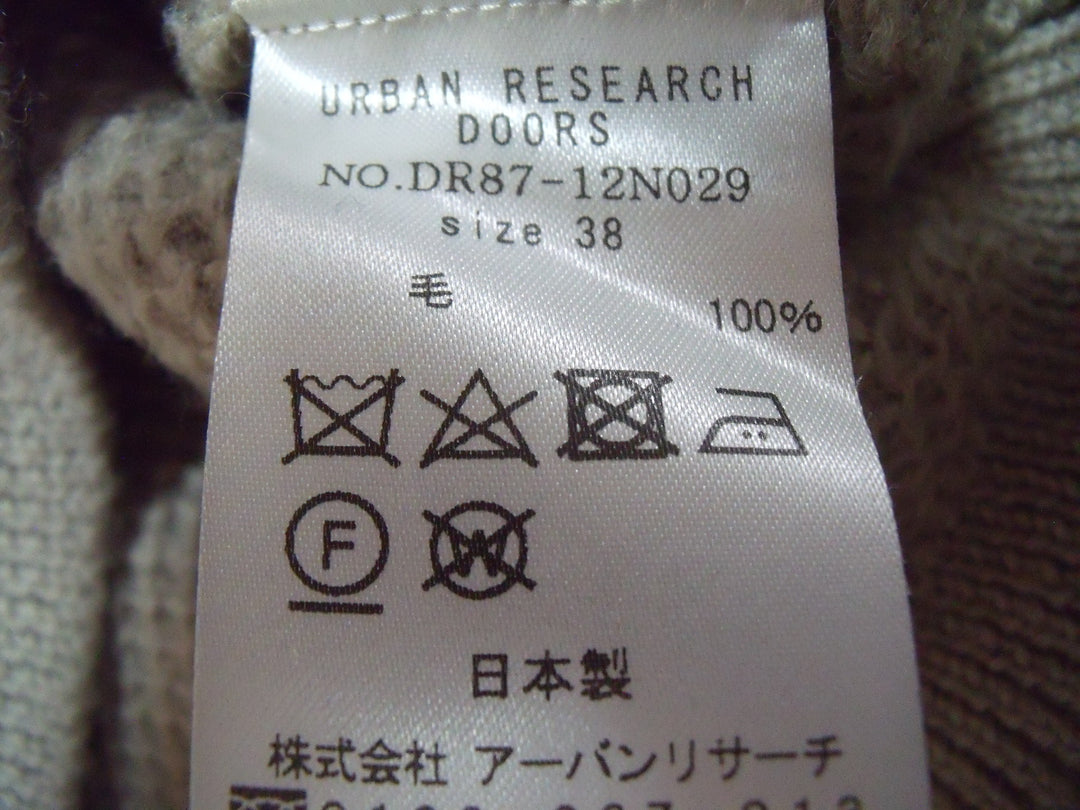 URBAN RESEARCH
DOORS
NO.DR87-12N029
size 38
毛 100%
F
W
日本製
株式会社 アーバンリサーチ